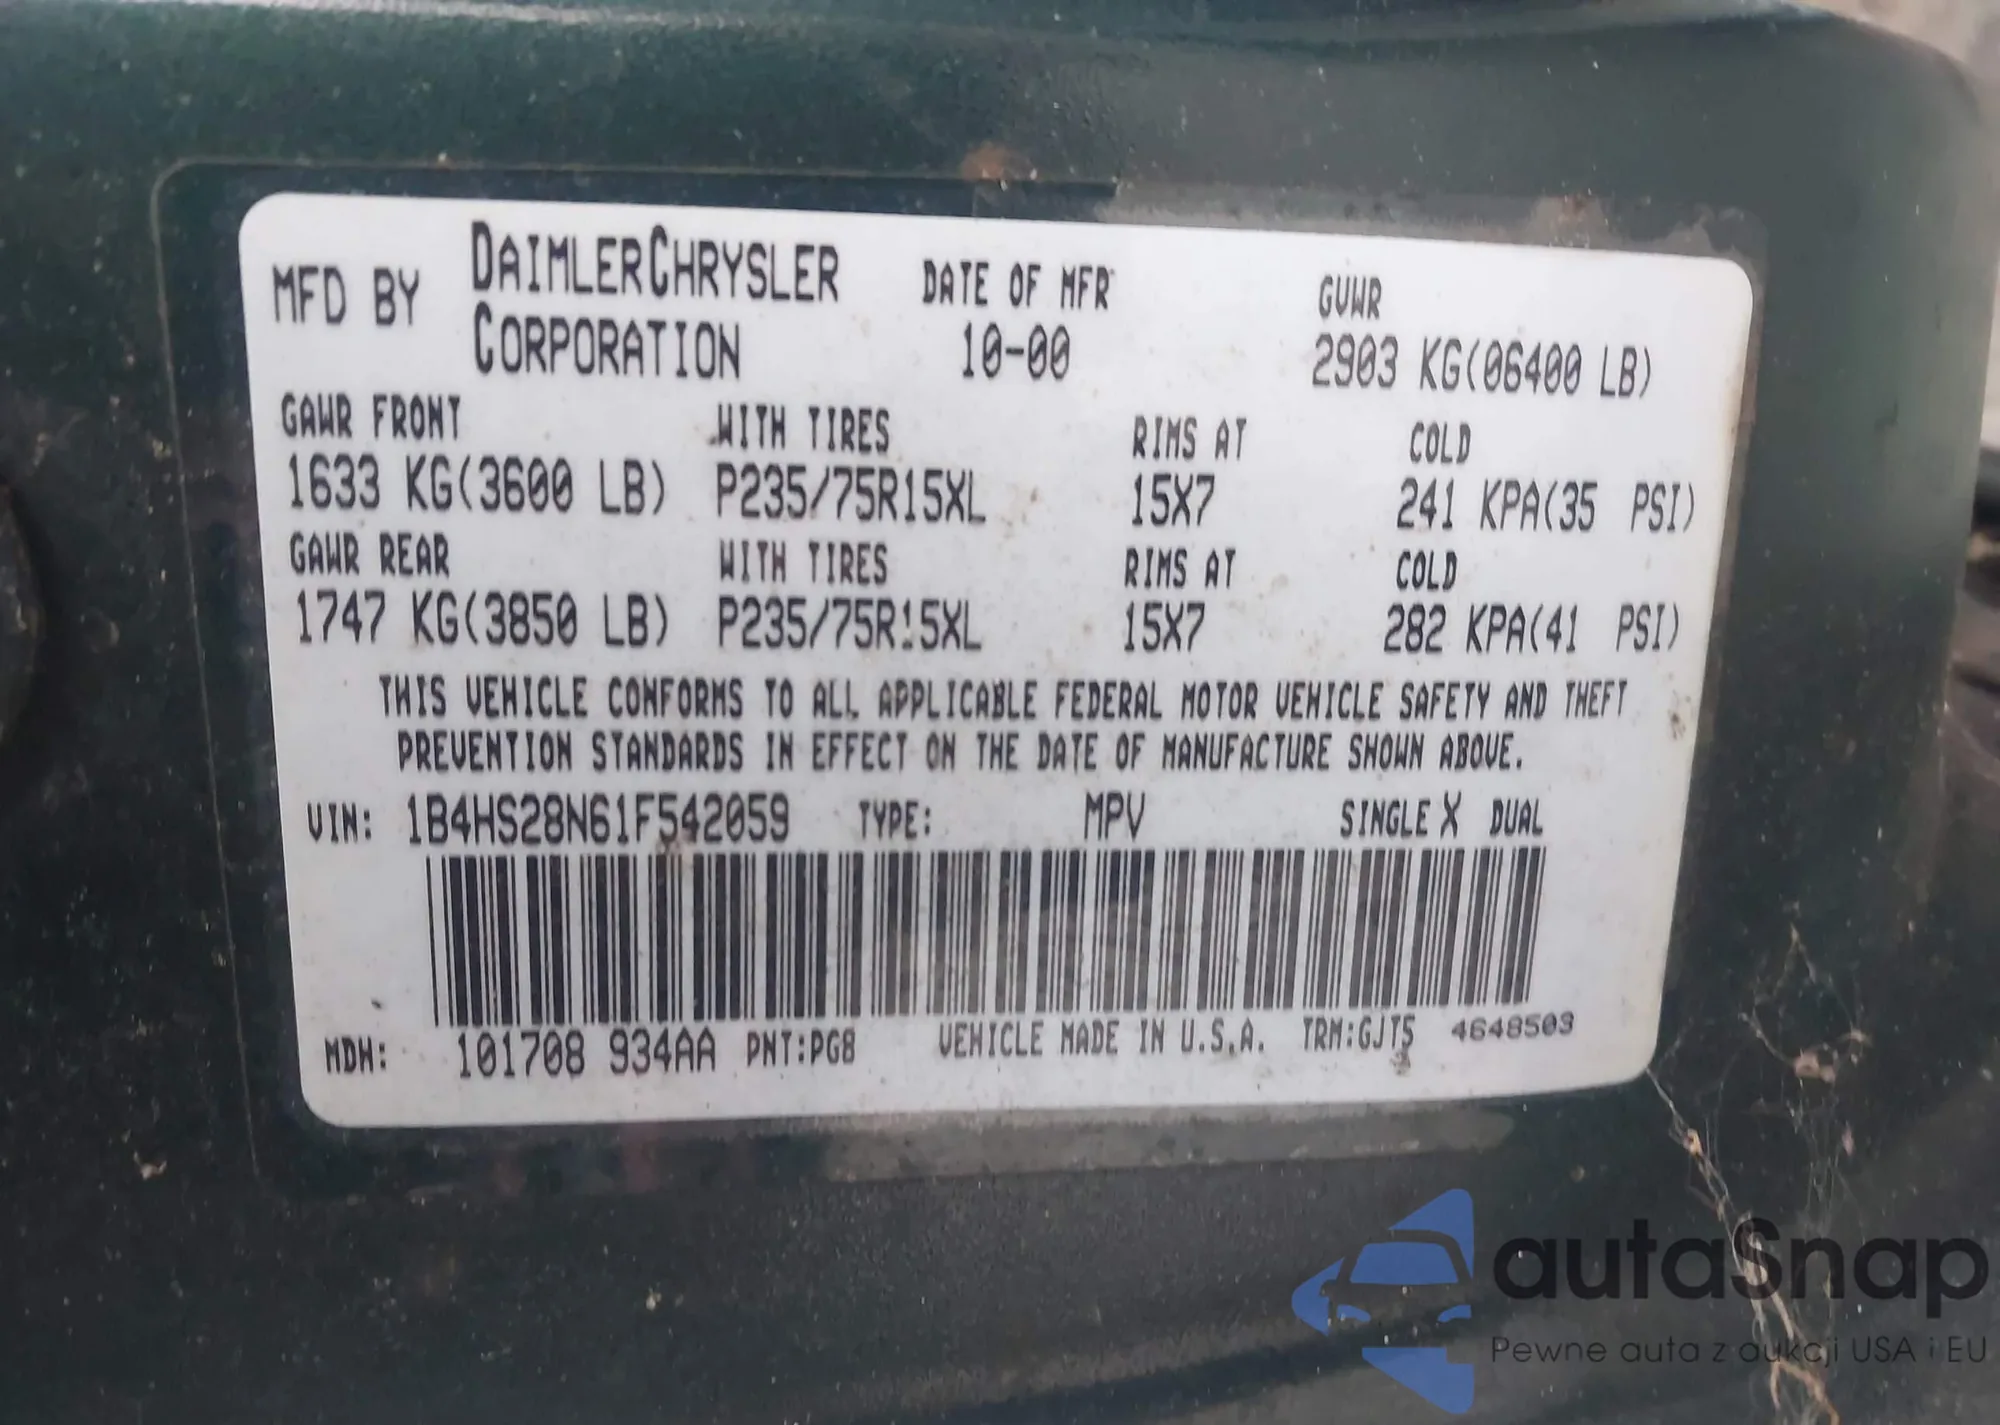 MFD BY DAIMLERCHRYSLER CORPORATION DATE OF MFR 10-00 GVWR 2903 KG(06400 LB)
GAWR FRONT WITH TIRES RIMS AT COLD
1633 KG(3600 LB) P235/75R15XL 15X7 241 KPA(35 PSI)
GAWR REAR WITH TIRES RIMS AT COLD
1747 KG(3850 LB) P235/75R15XL 15X7 282 KPA(41 PSI)
THIS VEHICLE CONFORMS TO ALL APPLICABLE FEDERAL MOTOR VEHICLE SAFETY AND THEFT
PREVENTION STANDARDS IN EFFECT ON THE DATE OF MANUFACTURE SHOWN ABOVE.
VIN: 1B4HS28N61F542059 TYPE: MPV SINGLE X DUAL
MDH: 101708 934AA PNT:PG8 VEHICLE MADE IN U.S.A. TRM:GJT5 4648503
autaSnap
Pewne auta z aukcji USA i EU